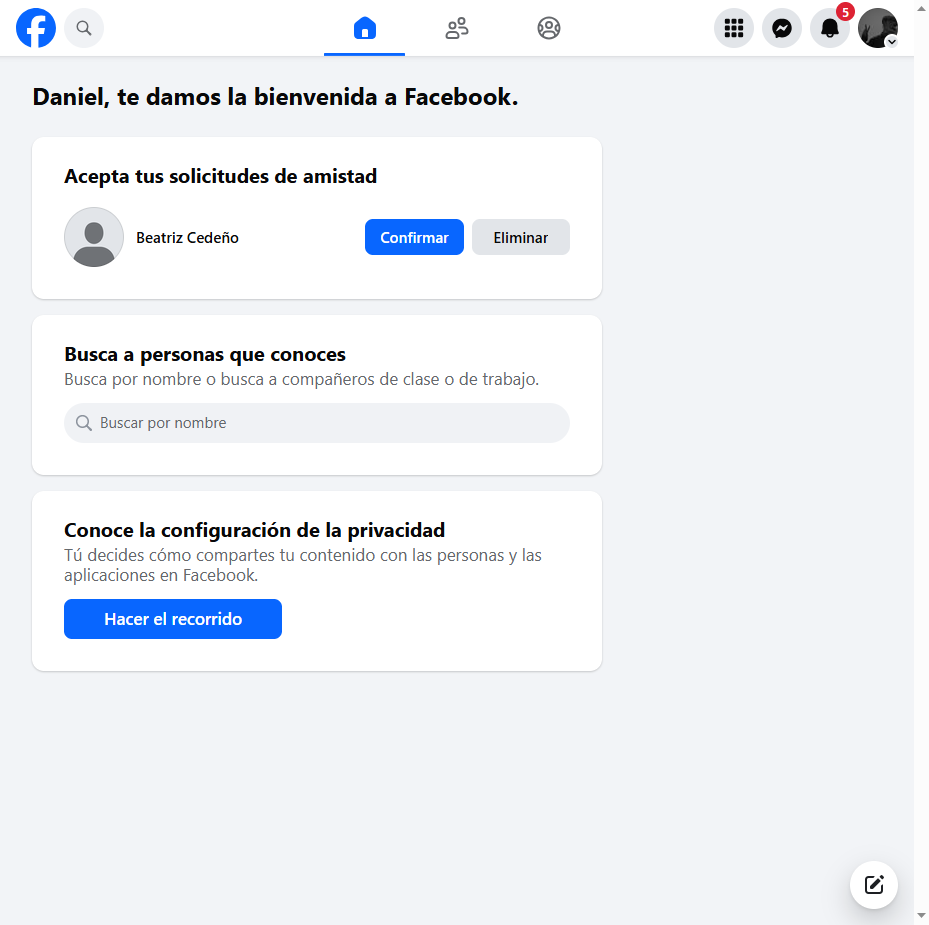 5
Daniel, te damos la bienvenida a Facebook.
Acepta tus solicitudes de amistad
Beatriz Cedeño
Confirmar
Eliminar
Busca a personas que conoces
Busca por nombre o busca a compañeros de clase o de trabajo.
Buscar por nombre
Conoce la configuración de la privacidad
Tú decides cómo compartes tu contenido con las personas y las
aplicaciones en Facebook.
Hacer el recorrido